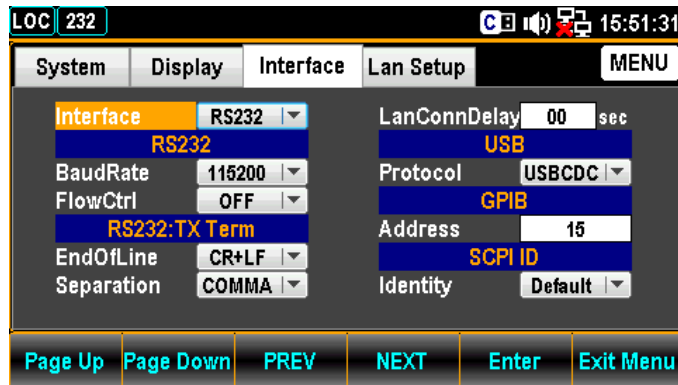 LOC 232 C 15:51:31
System Display Interface Lan Setup MENU
Interface RS232 LanConnDelay 00 sec
RS232 USB
BaudRate 115200 Protocol USBCDC
FlowCtrl OFF GPIB
RS232:TX Term Address 15
EndOfLine CR+LF SCPI ID
Separation COMMA Identity Default
Page Up Page Down PREV NEXT Enter Exit Menu